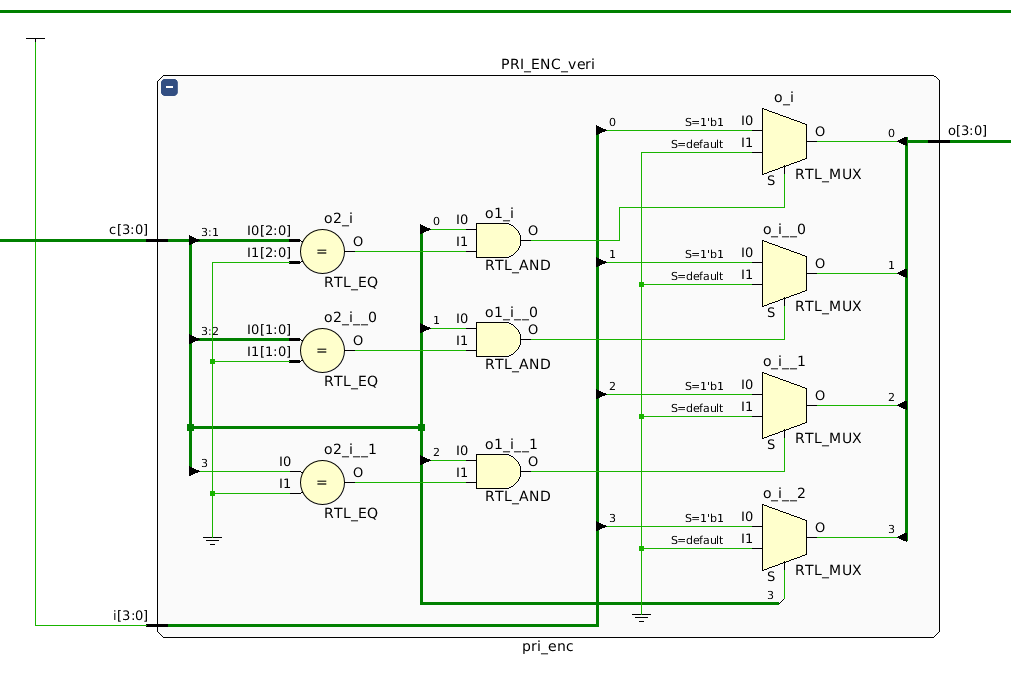 PRI_ENC_veri
−
o_i
0 S=1'b1 I0
S=default I1
O
0
o[3:0]
S
RTL_MUX
c[3:0]
3:1
I0[2:0]
I1[2:0]
o2_i
=
O
RTL_EQ
0
I0
I1
o1_i
O
RTL_AND
o_i__0
1 S=1'b1 I0
S=default I1
O
1
S
RTL_MUX
3:2
I0[1:0]
I1[1:0]
o2_i__0
=
O
RTL_EQ
1
I0
I1
o1_i__0
O
RTL_AND
o_i__1
2 S=1'b1 I0
S=default I1
O
2
S
RTL_MUX
3
I0
I1
o2_i__1
=
O
RTL_EQ
2
I0
I1
o1_i__1
O
RTL_AND
o_i__2
3 S=1'b1 I0
S=default I1
O
3
S
RTL_MUX
3
i[3:0]
pri_enc